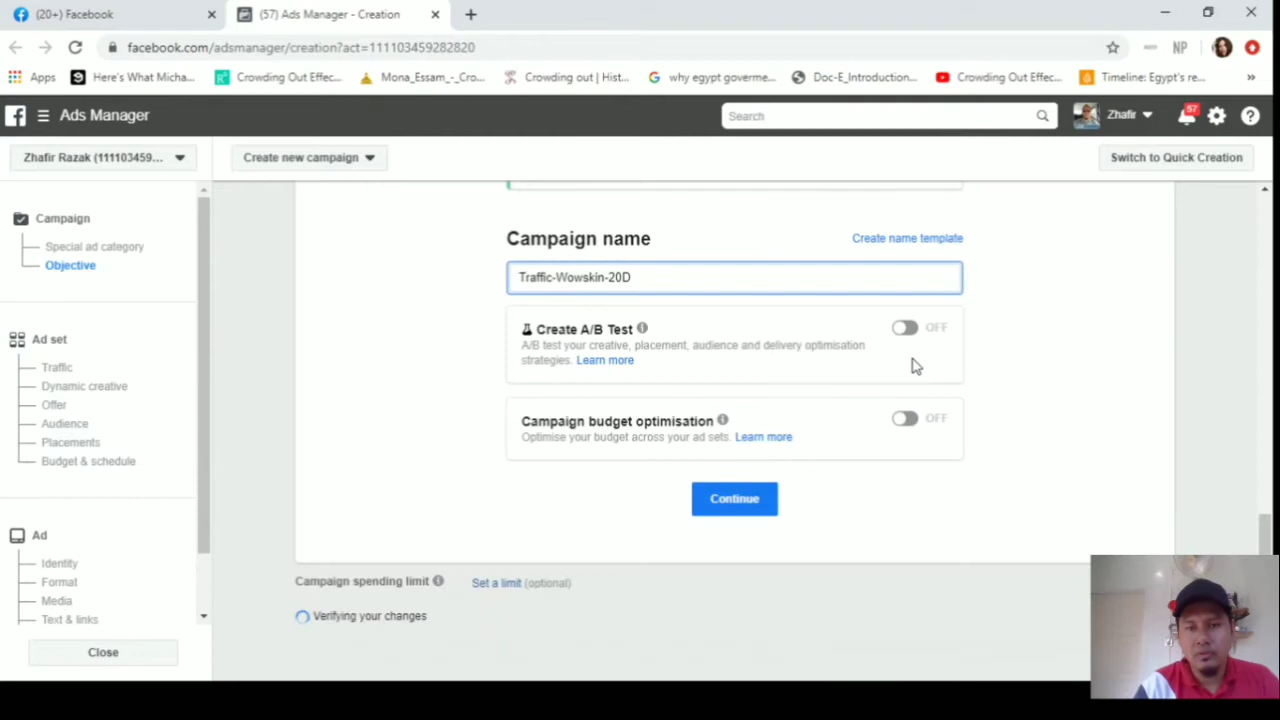 (20+) Facebook
(57) Ads Manager - Creation
facebook.com/adsmanager/creation?act=111103459282820
NP
Apps
Here's What Micha...
Crowding Out Effec...
Mona_Essam_-_Cro...
Crowding out | Hist...
why egypt governme...
Doc-E_Introduction...
Crowding Out Effec...
Timeline: Egypt's re...
»
Ads Manager
Search
Zhafir
57
Zhafir Razak (111103459...
Create new campaign
Switch to Quick Creation
Campaign
Special ad category
Objective
Ad set
Traffic
Dynamic creative
Offer
Audience
Placements
Budget & schedule
Ad
Identity
Format
Media
Text & links
Close
Campaign name
Create name template
Traffic-Wowskin-20D
Create A/B Test
OFF
A/B test your creative, placement, audience and delivery optimisation
strategies. Learn more
Campaign budget optimisation
OFF
Optimise your budget across your ad sets. Learn more
Continue
Campaign spending limit
Set a limit (optional)
Verifying your changes